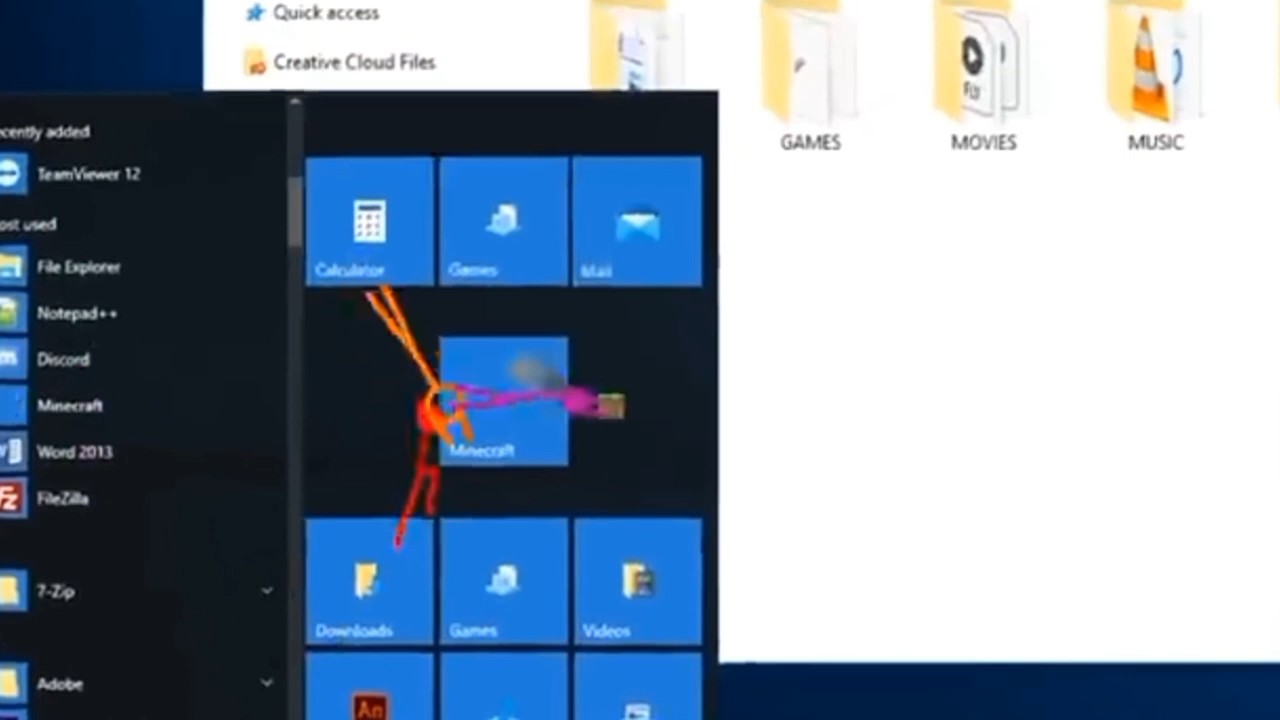 Quick access
Creative Cloud Files
GAMES
MOVIES
MUSIC
ecently added
TeamViewer 12
ost used
File Explorer
Notepad++
Discord
Minecraft
Word 2013
FileZilla
7-Zip
Adobe
Calculator
Games
Mail
Minecraft
Downloads
Games
Videos
An